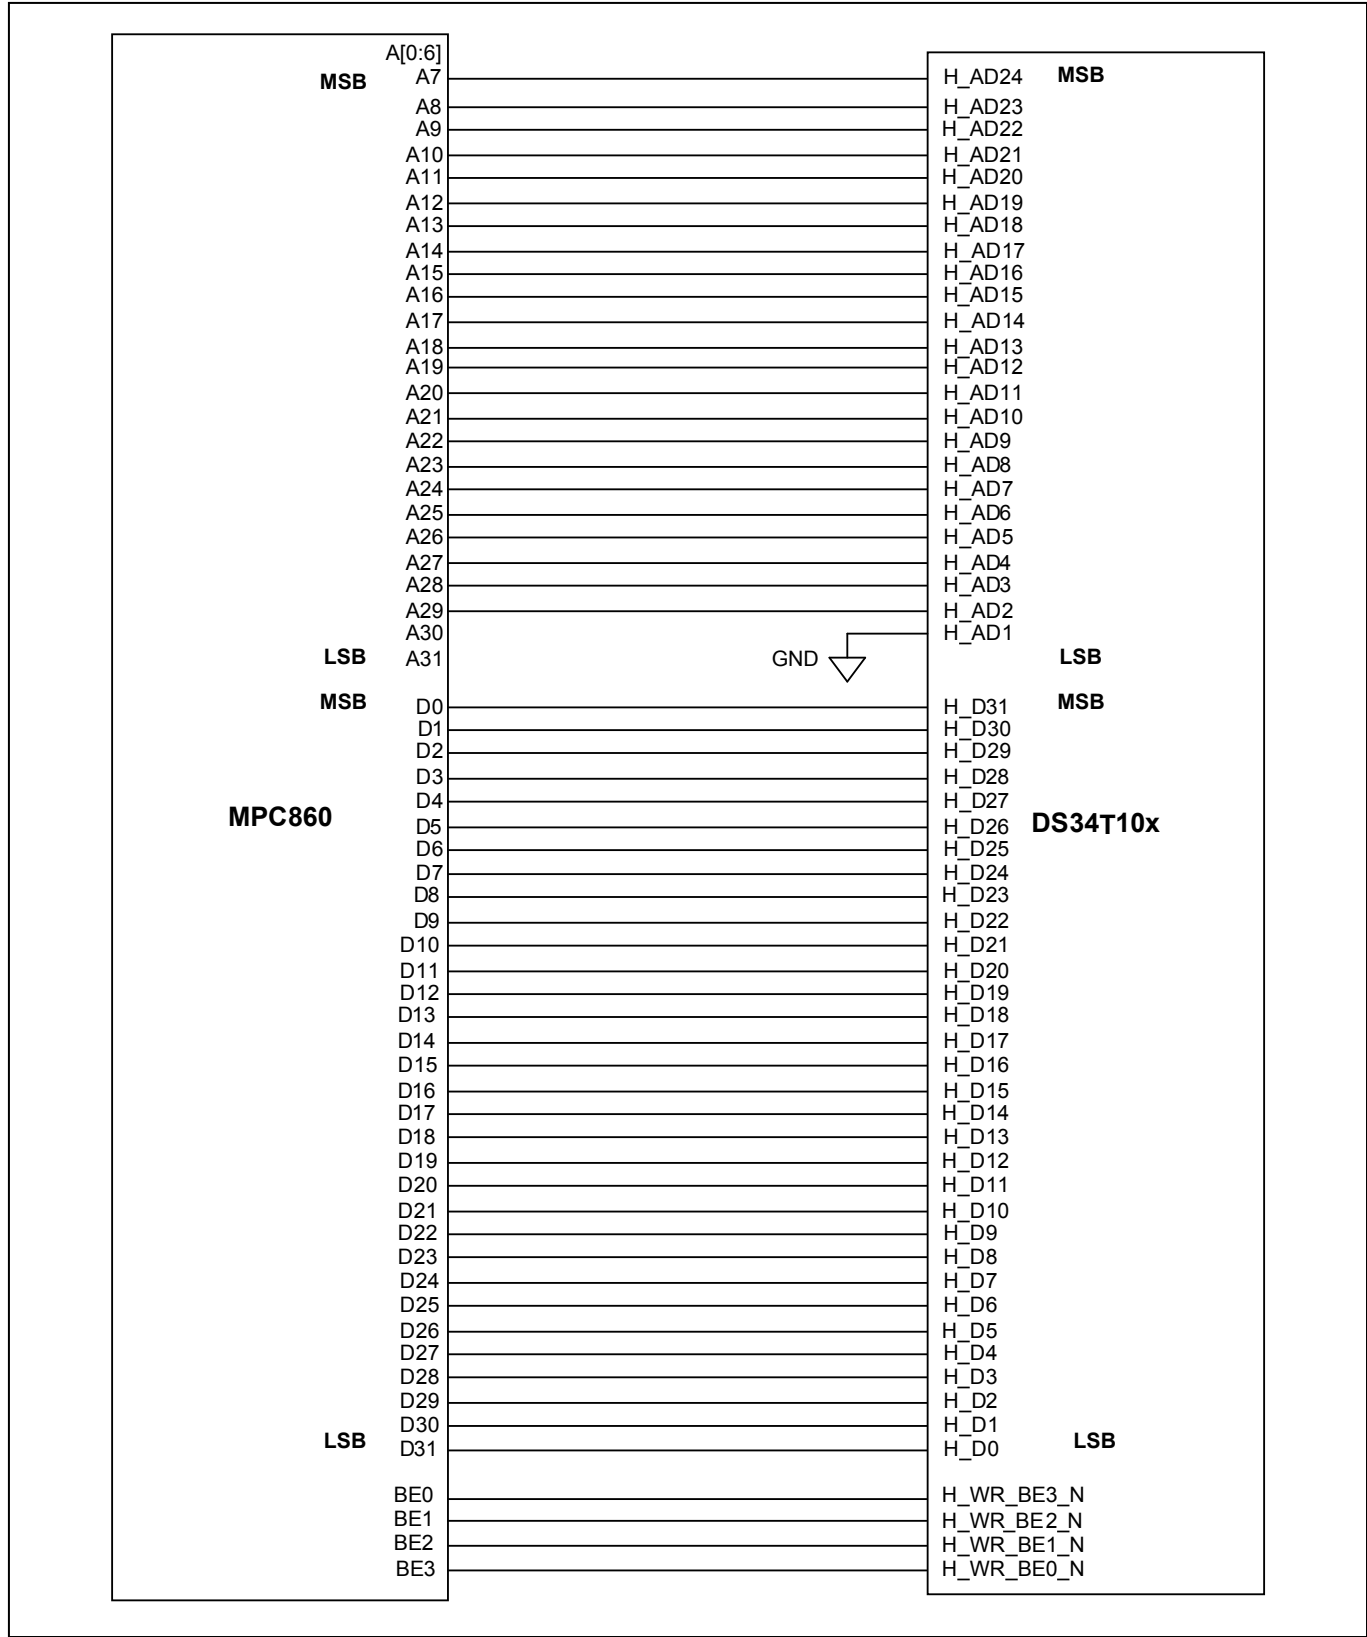 A[0:6]
MSB A7 H_AD24 MSB
A8 H_AD23
A9 H_AD22
A10 H_AD21
A11 H_AD20
A12 H_AD19
A13 H_AD18
A14 H_AD17
A15 H_AD16
A16 H_AD15
A17 H_AD14
A18 H_AD13
A19 H_AD12
A20 H_AD11
A21 H_AD10
A22 H_AD9
A23 H_AD8
A24 H_AD7
A25 H_AD6
A26 H_AD5
A27 H_AD4
A28 H_AD3
A29 H_AD2
A30 H_AD1
LSB A31 GND LSB
MSB D0 H_D31 MSB
D1 H_D30
D2 H_D29
D3 H_D28
D4 H_D27
MPC860 DS34T10x
D5 H_D26
D6 H_D25
D7 H_D24
D8 H_D23
D9 H_D22
D10 H_D21
D11 H_D20
D12 H_D19
D13 H_D18
D14 H_D17
D15 H_D16
D16 H_D15
D17 H_D14
D18 H_D13
D19 H_D12
D20 H_D11
D21 H_D10
D22 H_D9
D23 H_D8
D24 H_D7
D25 H_D6
D26 H_D5
D27 H_D4
D28 H_D3
D29 H_D2
D30 H_D1
LSB D31 H_D0 LSB
BE0 H_WR_BE3_N
BE1 H_WR_BE2_N
BE2 H_WR_BE1_N
BE3 H_WR_BE0_N